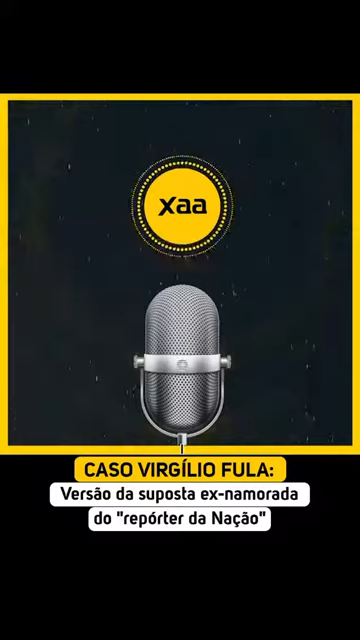 xaa
CASO VIRGÍLIO FULA:
Versão da suposta ex-namorada
do "repórter da Nação"